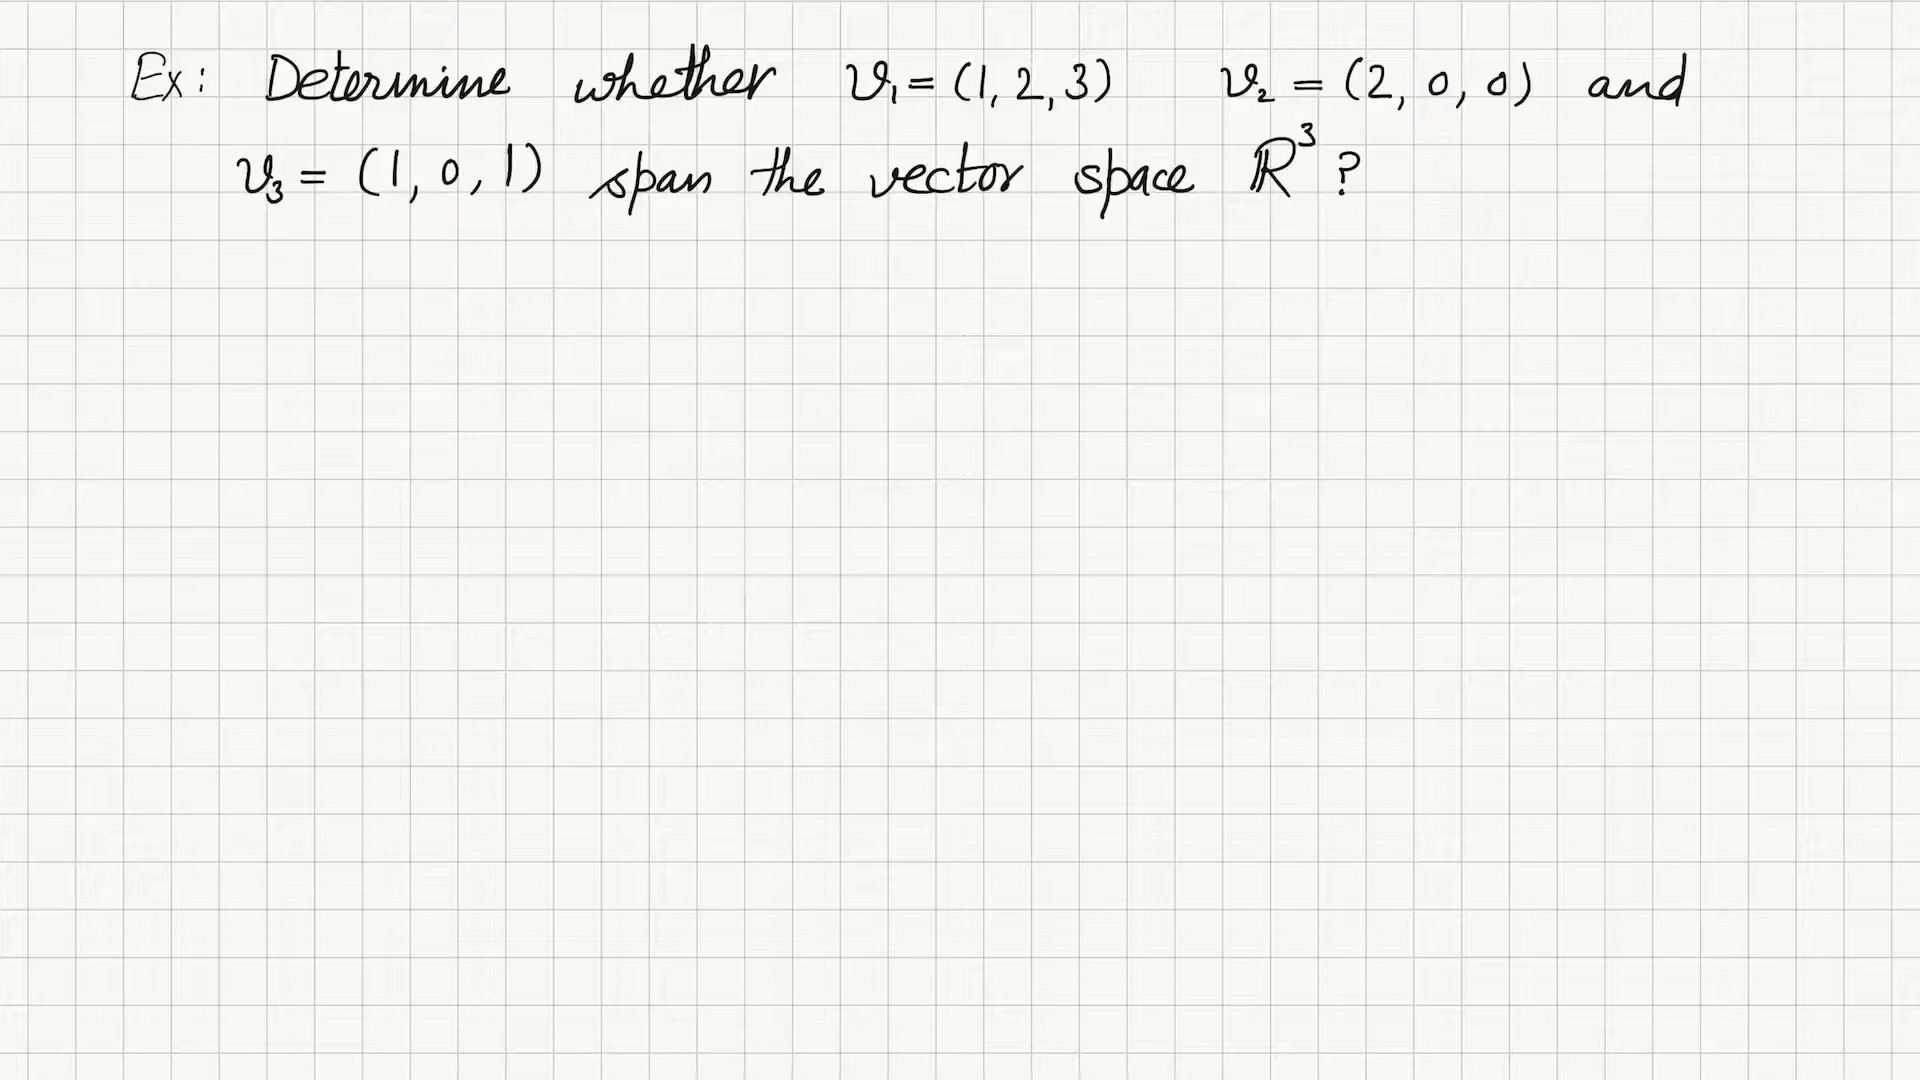 Ex: Determine whether v₁ = (1, 2, 3) v₂ = (2, 0, 0) and
v₃ = (1, 0, 1) span the vector space ℝ³?